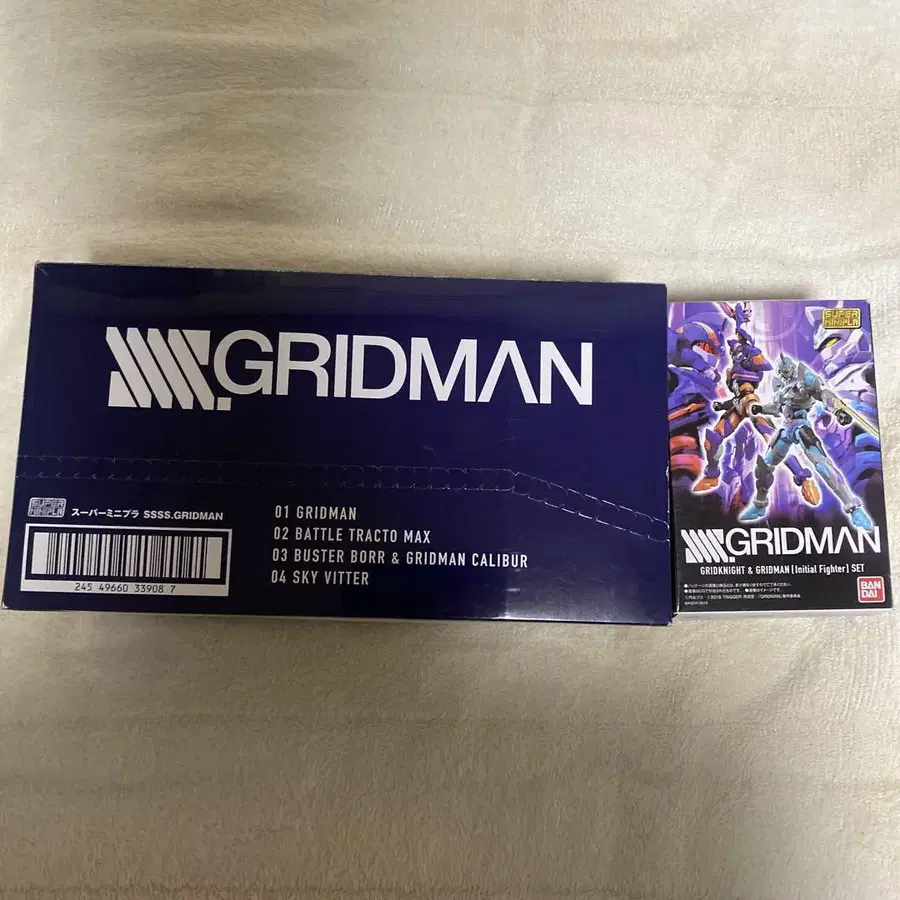 SSSS.GRIDMAN
SUPER MINIPLA
スーパーミニプラ SSSS.GRIDMAN
245 49660 33908 7
01 GRIDMAN
02 BATTLE TRACTO MAX
03 BUSTER BORR & GRIDMAN CALIBUR
04 SKY VITTER
SUPER MINIPLA
SSSS.GRIDMAN
GRIDKNIGHT & GRIDMAN [Initial Fighter] SET
BAN
DAI